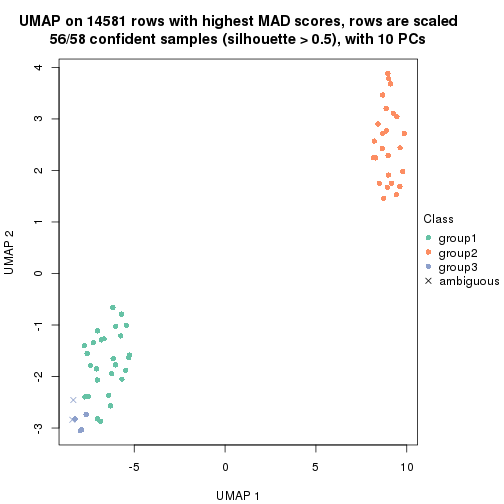 UMAP on 14581 rows with highest MAD scores, rows are scaled
56/58 confident samples (silhouette > 0.5), with 10 PCs
4
3
2
1
0
-1
-2
-3
UMAP 2
-5
0
5
10
UMAP 1
Class
group1
group2
group3
ambiguous